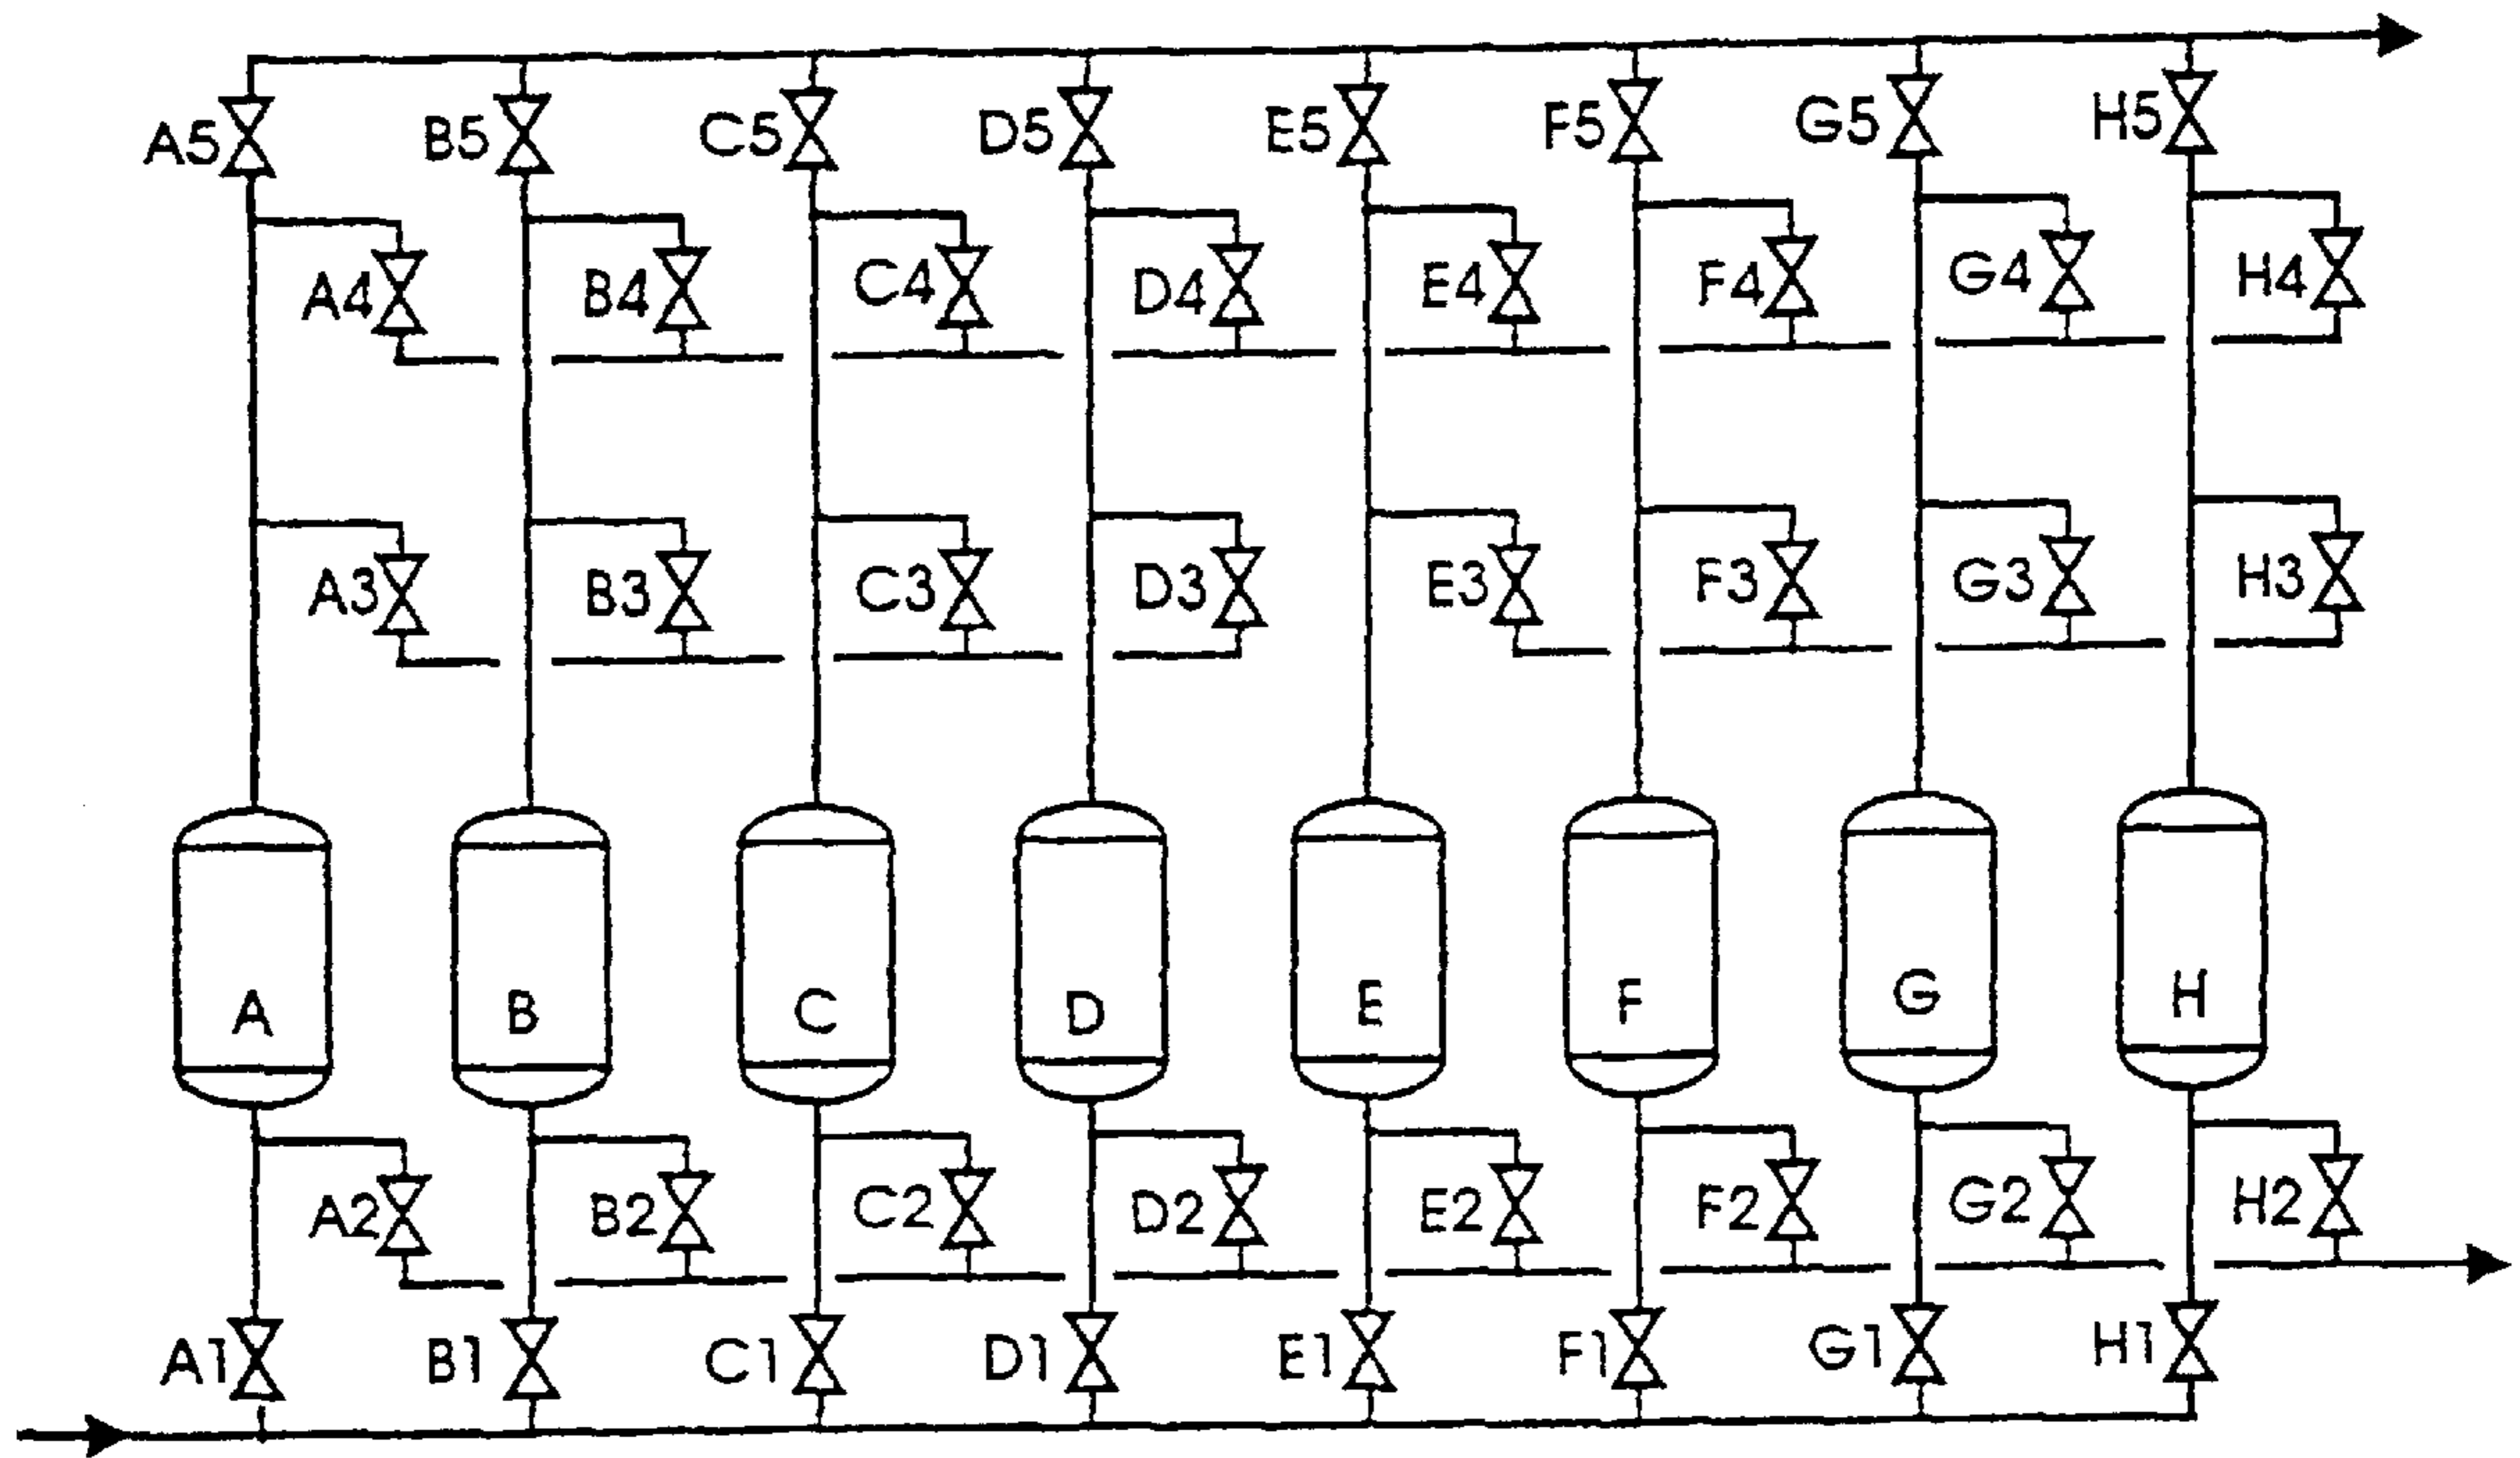 A5 B5 C5 D5 E5 F5 G5 H5
A4 B4 C4 D4 E4 F4 G4 H4
A3 B3 C3 D3 E3 F3 G3 H3
A B C D E F G H
A2 B2 C2 D2 E2 F2 G2 H2
A1 B1 C1 D1 E1 F1 G1 H1